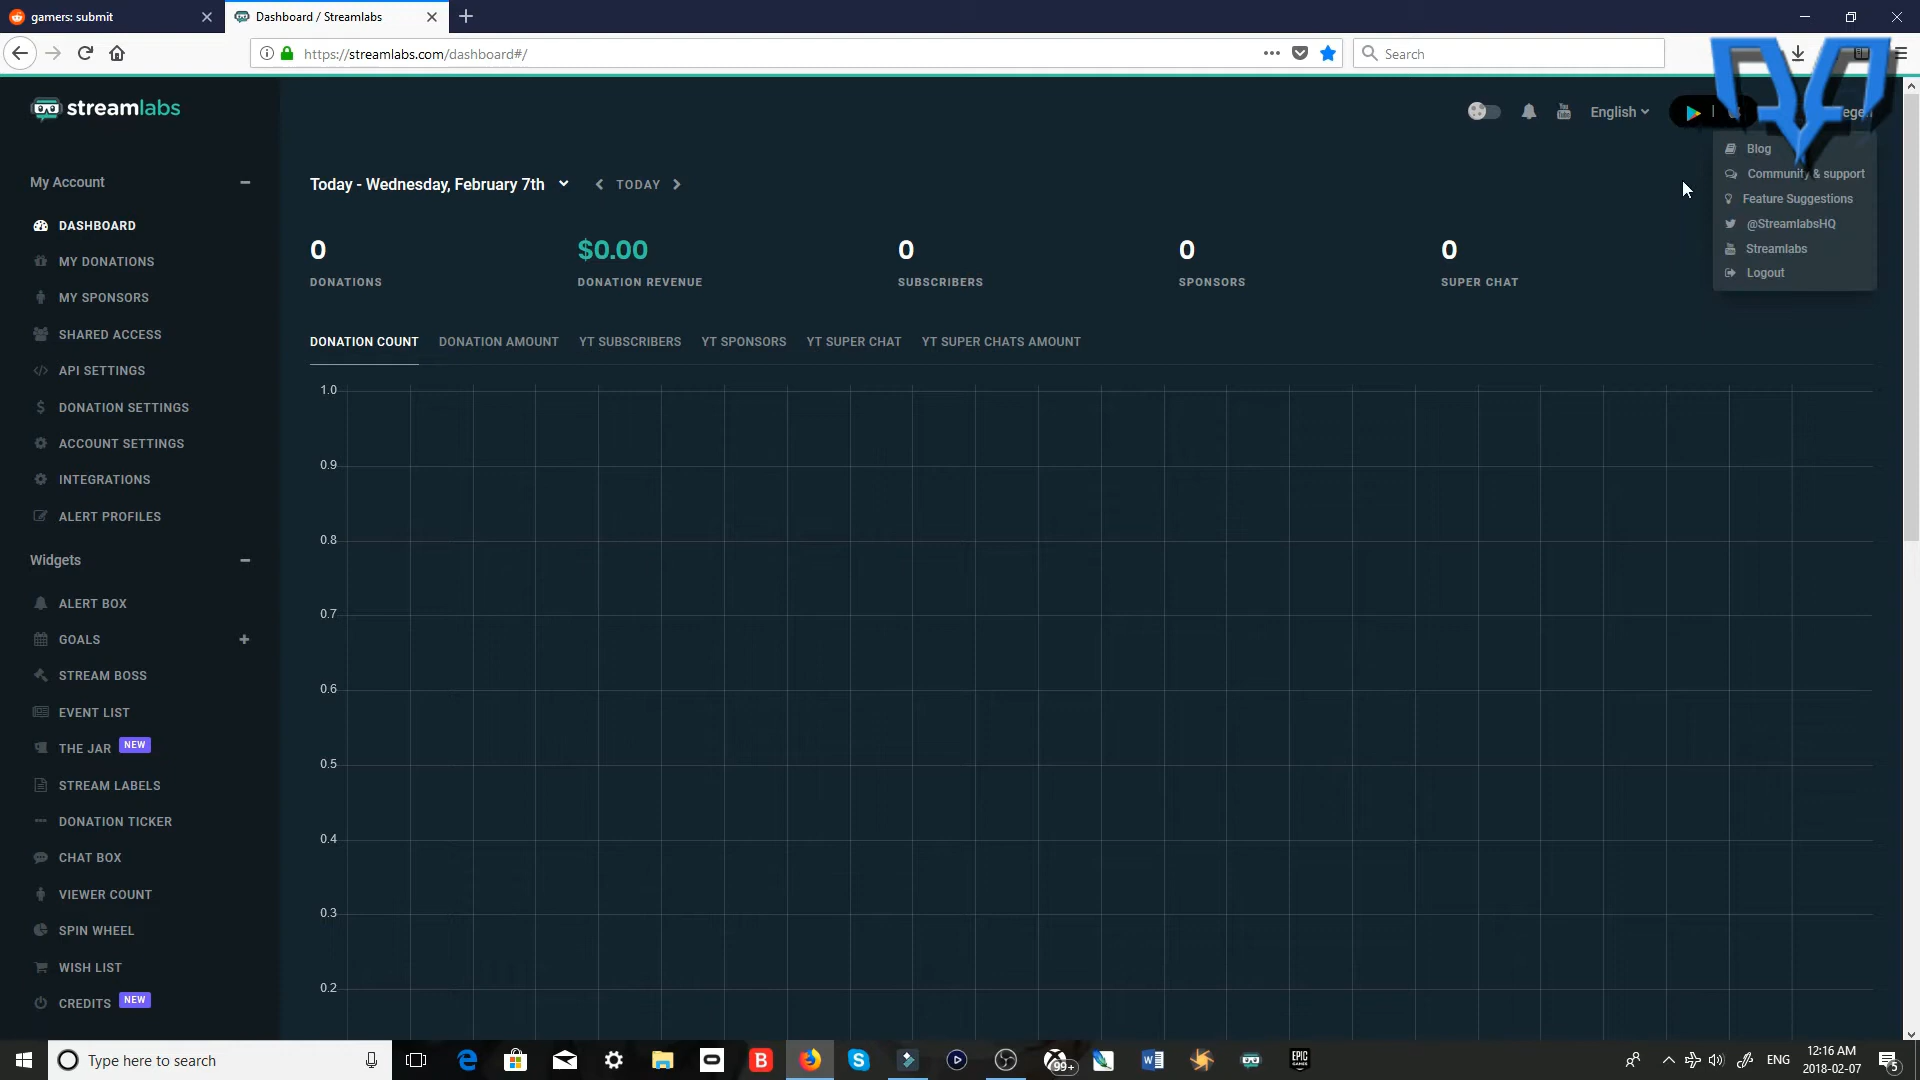 gamers: submit
Dashboard / Streamlabs
https://streamlabs.com/dashboard#/
Search
streamlabs
English
My Account
DASHBOARD
MY DONATIONS
MY SPONSORS
SHARED ACCESS
API SETTINGS
DONATION SETTINGS
ACCOUNT SETTINGS
INTEGRATIONS
ALERT PROFILES
Widgets
ALERT BOX
GOALS
STREAM BOSS
EVENT LIST
THE JAR NEW
STREAM LABELS
DONATION TICKER
CHAT BOX
VIEWER COUNT
SPIN WHEEL
WISH LIST
CREDITS NEW
Today - Wednesday, February 7th
TODAY
0 $0.00 0 0 0
DONATIONS DONATION REVENUE SUBSCRIBERS SPONSORS SUPER CHAT
Blog
Community & support
Feature Suggestions
@StreamlabsHQ
Streamlabs
Logout
DONATION COUNT DONATION AMOUNT YT SUBSCRIBERS YT SPONSORS YT SUPER CHAT YT SUPER CHATS AMOUNT
1.0
0.9
0.8
0.7
0.6
0.5
0.4
0.3
0.2
Type here to search
99+
EPIC GAMES
ENG
12:16 AM
2018-02-07
5